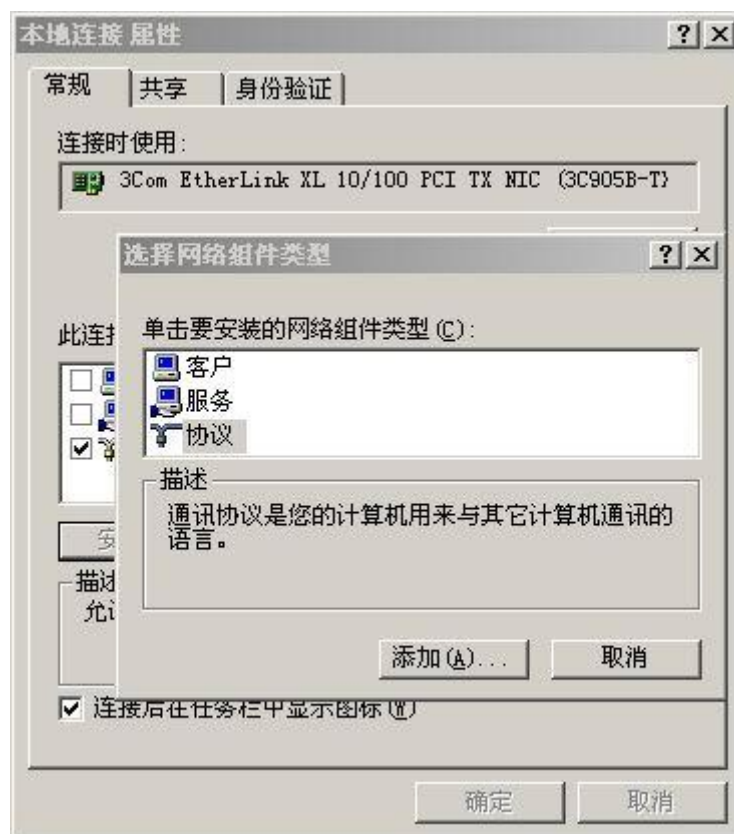 本地连接 属性
常规
共享
身份验证
连接时使用:
3Com EtherLink XL 10/100 PCI TX NIC (3C905B-T)
选择网络组件类型
此连
单击要安装的网络组件类型(C):
客户
服务
协议
描述
通讯协议是您的计算机用来与其它计算机通讯的
语言。
安
描述
允
添加(A)...
取消
连接后在任务栏中显示图标(W)
确定
取消